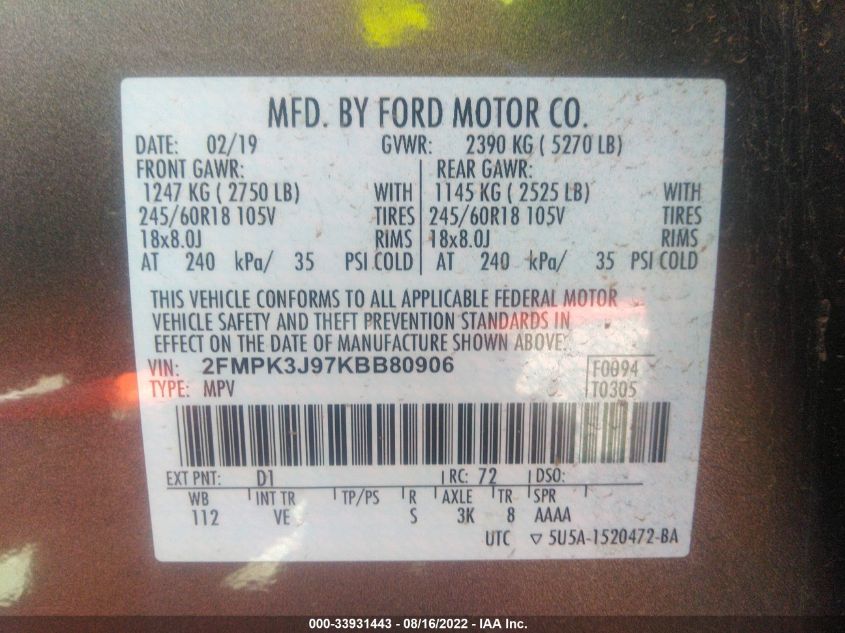 MFD. BY FORD MOTOR CO.
DATE: 02/19 GVWR: 2390 KG ( 5270 LB)
FRONT GAWR: REAR GAWR:
1247 KG ( 2750 LB) WITH 1145 KG ( 2525 LB) WITH
245/60R18 105V TIRES 245/60R18 105V TIRES
18x8.0J RIMS 18x8.0J RIMS
AT 240 kPa/ 35 PSI COLD AT 240 kPa/ 35 PSI COLD
THIS VEHICLE CONFORMS TO ALL APPLICABLE FEDERAL MOTOR
VEHICLE SAFETY AND THEFT PREVENTION STANDARDS IN
EFFECT ON THE DATE OF MANUFACTURE SHOWN ABOVE.
VIN: 2FMPK3J97KBB80906 F0094
TYPE: MPV T0305
EXT PNT: D1 RC: 72 DSO:
WB INT TR TP/PS R AXLE TR SPR
112 VE S 3K 8 AAAA
UTC ▽ 5U5A-1520472-BA
000-33931443 - 08/16/2022 - IAA Inc.